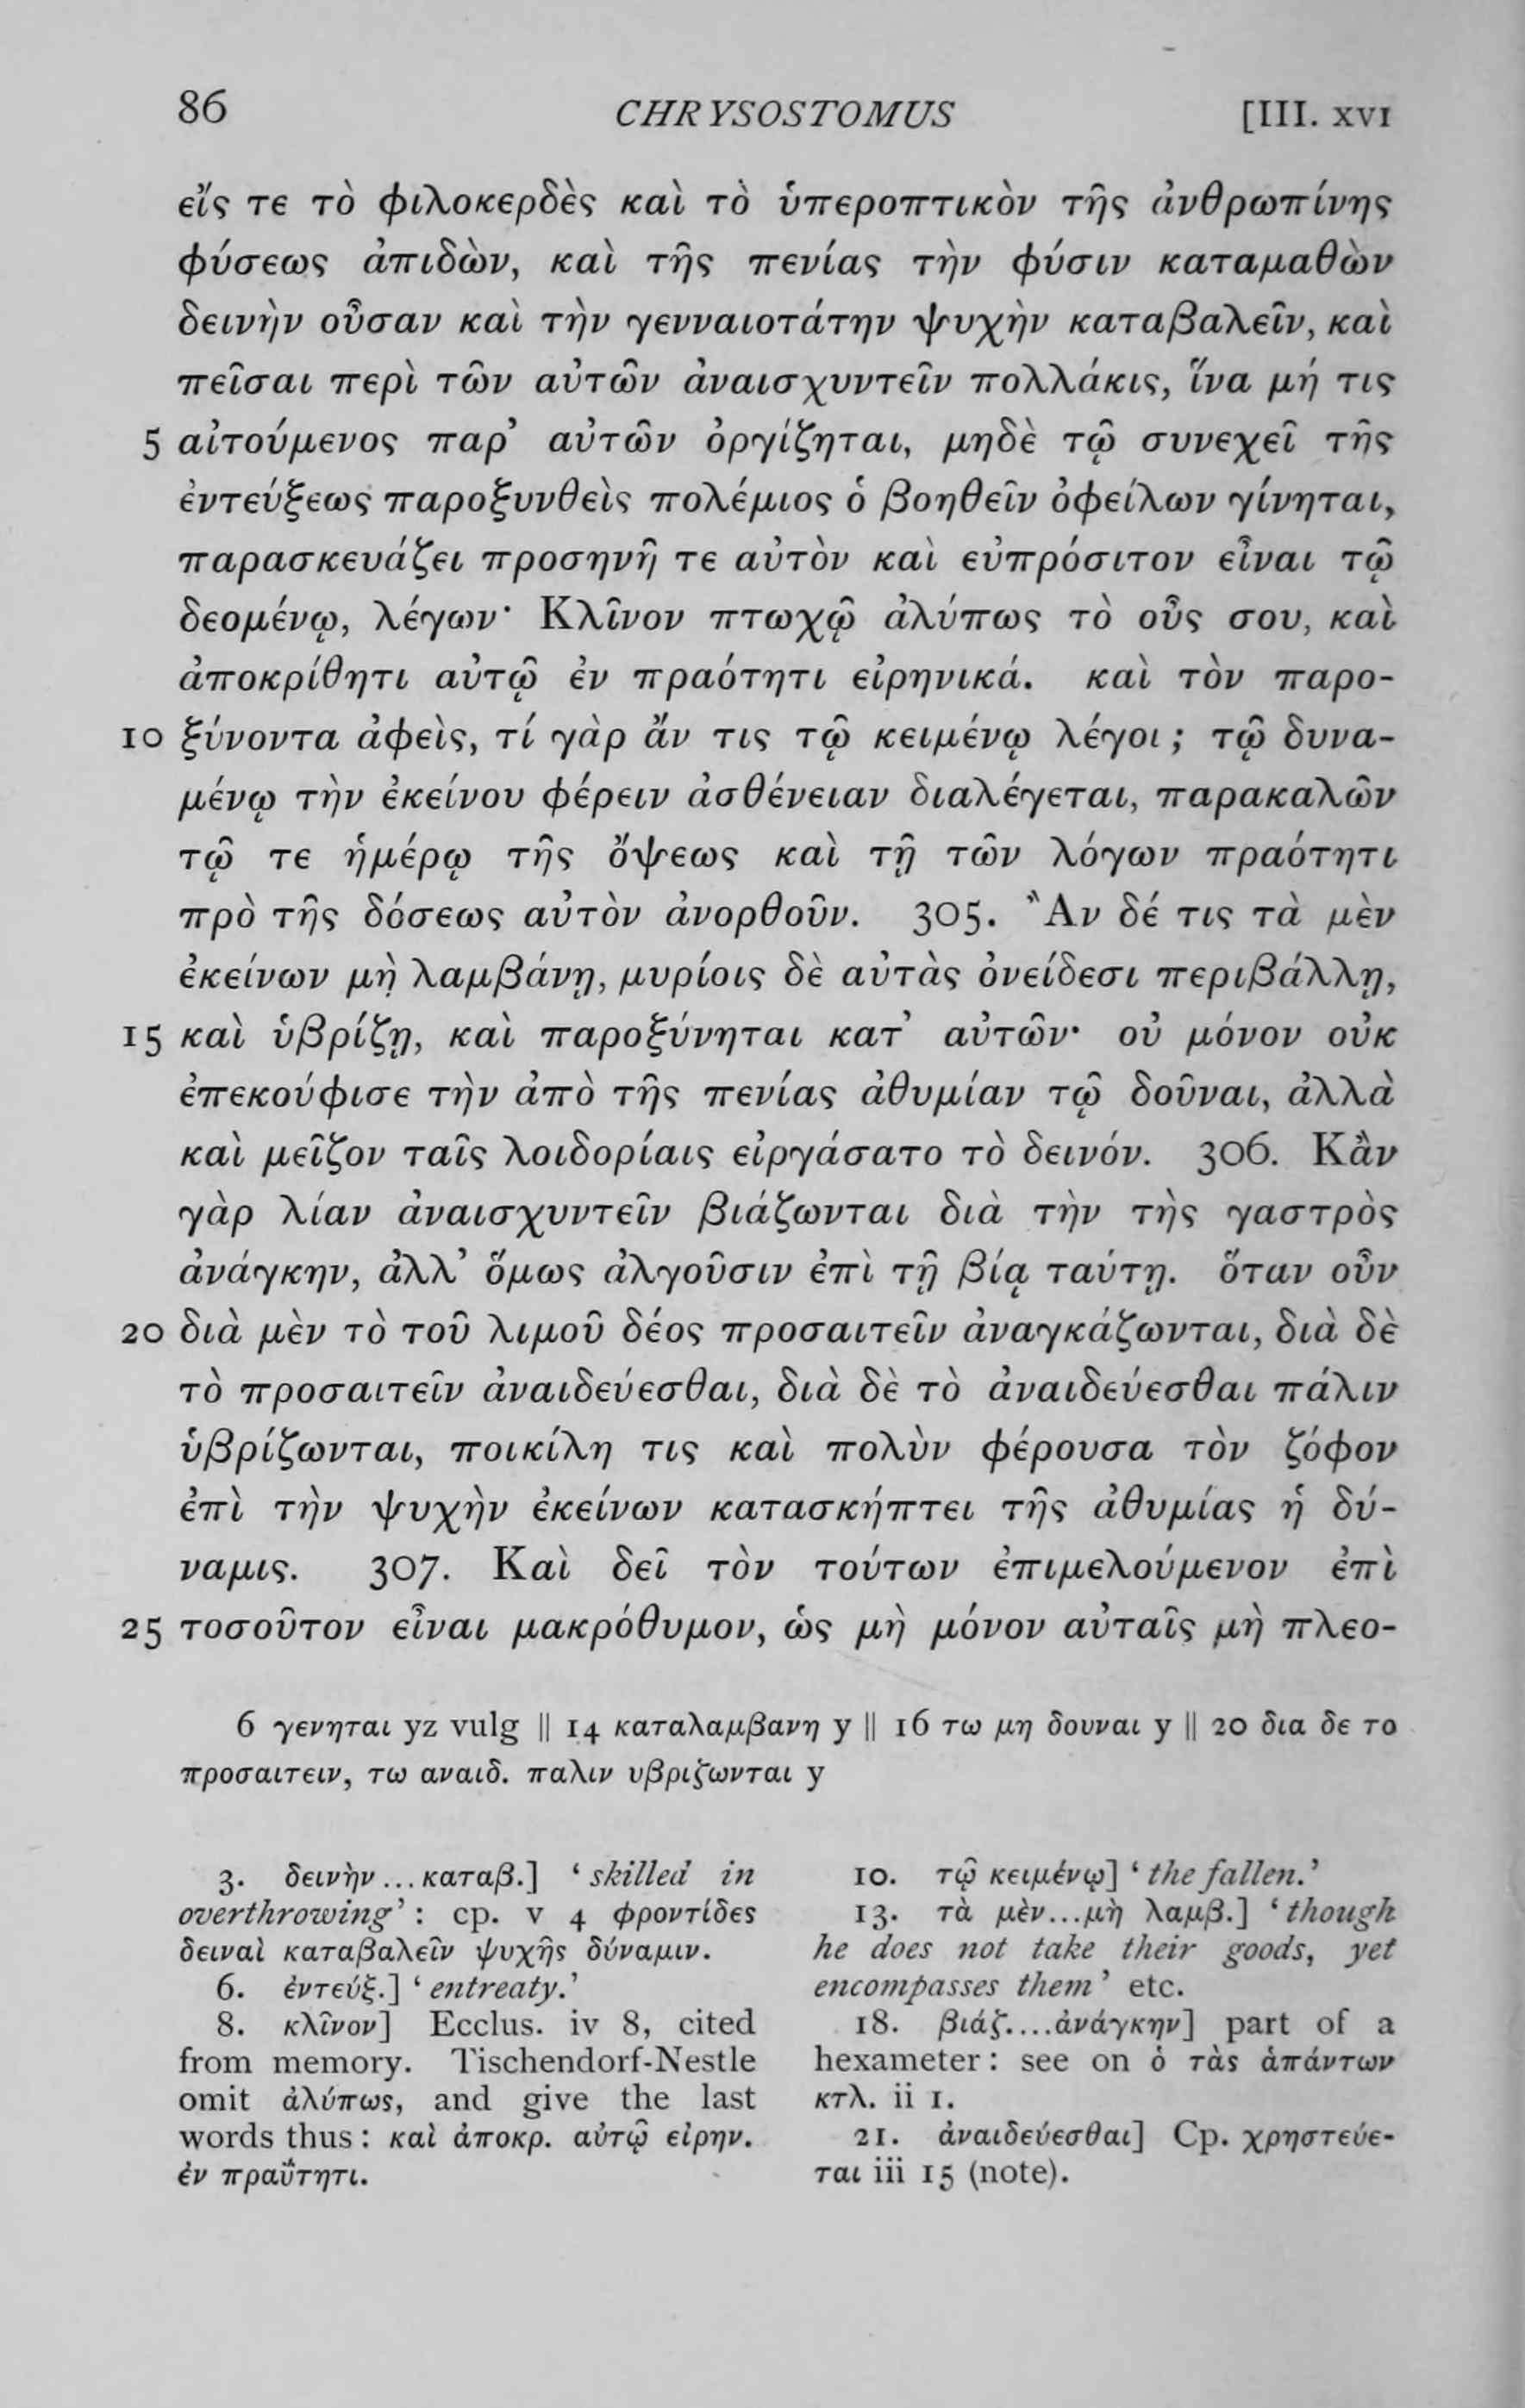 86 CHRYSOSTOMUS [III. XVI
εἴς τε τὸ φιλοκερδὲς καὶ τὸ ὑπεροπτικὸν τῆς ἀνθρωπίνης
φύσεως ἀπιδὼν, καὶ τῆς πενίας τὴν φύσιν καταμαθὼν
δεινὴν οὖσαν καὶ τὴν γενναιοτάτην ψυχὴν καταβαλεῖν, καὶ
πεῖσαι περὶ τῶν αὐτῶν ἀναισχυντεῖν πολλάκις, ἵνα μή τις
5 αἰτούμενος παρ’ αὐτῶν ὀργίζηται, μηδὲ τῷ συνεχεῖ τῆς
ἐντεύξεως παροξυνθεὶς πολέμιος ὁ βοηθεῖν ὀφείλων γίνηται,
παρασκευάζει προσηνῆ τε αὐτὸν καὶ εὐπρόσιτον εἶναι τῷ
δεομένῳ, λέγων· Κλῖνον πτωχῷ ἀλύπως τὸ οὖς σου, καὶ
ἀποκρίθητι αὐτῷ ἐν πραότητι εἰρηνικά. καὶ τὸν παρο-
10 ξύνοντα ἀφεὶς, τί γὰρ ἄν τις τῷ κειμένῳ λέγοι; τῷ δυνα-
μένῳ τὴν ἐκείνου φέρειν ἀσθένειαν διαλέγεται, παρακαλῶν
τῷ τε ἡμέρῳ τῆς ὄψεως καὶ τῇ τῶν λόγων πραότητι
πρὸ τῆς δόσεως αὐτὸν ἀνορθοῦν. 305. Ἂν δέ τις τὰ μὲν
ἐκείνων μὴ λαμβάνῃ, μυρίοις δὲ αὐτὰς ὀνείδεσι περιβάλλῃ,
15 καὶ ὑβρίζῃ, καὶ παροξύνηται κατ’ αὐτῶν· οὐ μόνον οὐκ
ἐπεκούφισε τὴν ἀπὸ τῆς πενίας ἀθυμίαν τῷ δοῦναι, ἀλλὰ
καὶ μεῖζον ταῖς λοιδορίαις εἰργάσατο τὸ δεινόν. 306. Κἂν
γὰρ λίαν ἀναισχυντεῖν βιάζωνται διὰ τὴν τὴς γαστρὸς
ἀνάγκην, ἀλλ’ ὅμως ἀλγοῦσιν ἐπὶ τῇ βίᾳ ταύτῃ. ὅταν οὖν
20 διὰ μὲν τὸ τοῦ λιμοῦ δέος προσαιτεῖν ἀναγκάζωνται, διὰ δὲ
τὸ προσαιτεῖν ἀναιδεύεσθαι, διὰ δὲ τὸ ἀναιδεύεσθαι πάλιν
ὑβρίζωνται, ποικίλη τις καὶ πολὺν φέρουσα τὸν ζόφον
ἐπὶ τὴν ψυχὴν ἐκείνων κατασκήπτει τῆς ἀθυμίας ἡ δύ-
ναμις. 307. Καὶ δεῖ τὸν τούτων ἐπιμελούμενον ἐπὶ
25 τοσοῦτον εἶναι μακρόθυμον, ὡς μὴ μόνον αὐταῖς μὴ πλεο-
6 γενηται yz vulg || 14 καταλαμβανη y || 16 τω μη δουναι y || 20 δια δε το
προσαιτειν, τω αναιδ. παλιν υβριζωνται y
3. δεινὴν ... καταβ.] ‘skilled in
overthrowing’: cp. v 4 φροντίδες
δειναὶ καταβαλεῖν ψυχῆς δύναμιν.
6. ἐντεύξ.] ‘entreaty.’
8. κλῖνον] Ecclus. iv 8, cited
from memory. Tischendorf-Nestle
omit ἀλύπως, and give the last
words thus: καὶ ἀποκρ. αὐτῷ εἰρην.
ἐν πραΰτητι.
10. τῷ κειμένῳ] ‘the fallen.’
13. τὰ μὲν...μὴ λαμβ.] ‘though
he does not take their goods, yet
encompasses them’ etc.
18. βιάζ....ἀνάγκην] part of a
hexameter: see on ὁ τὰς ἁπάντων
κτλ. ii 1.
21. ἀναιδεύεσθαι] Cp. χρηστεύε-
ται iii 15 (note).